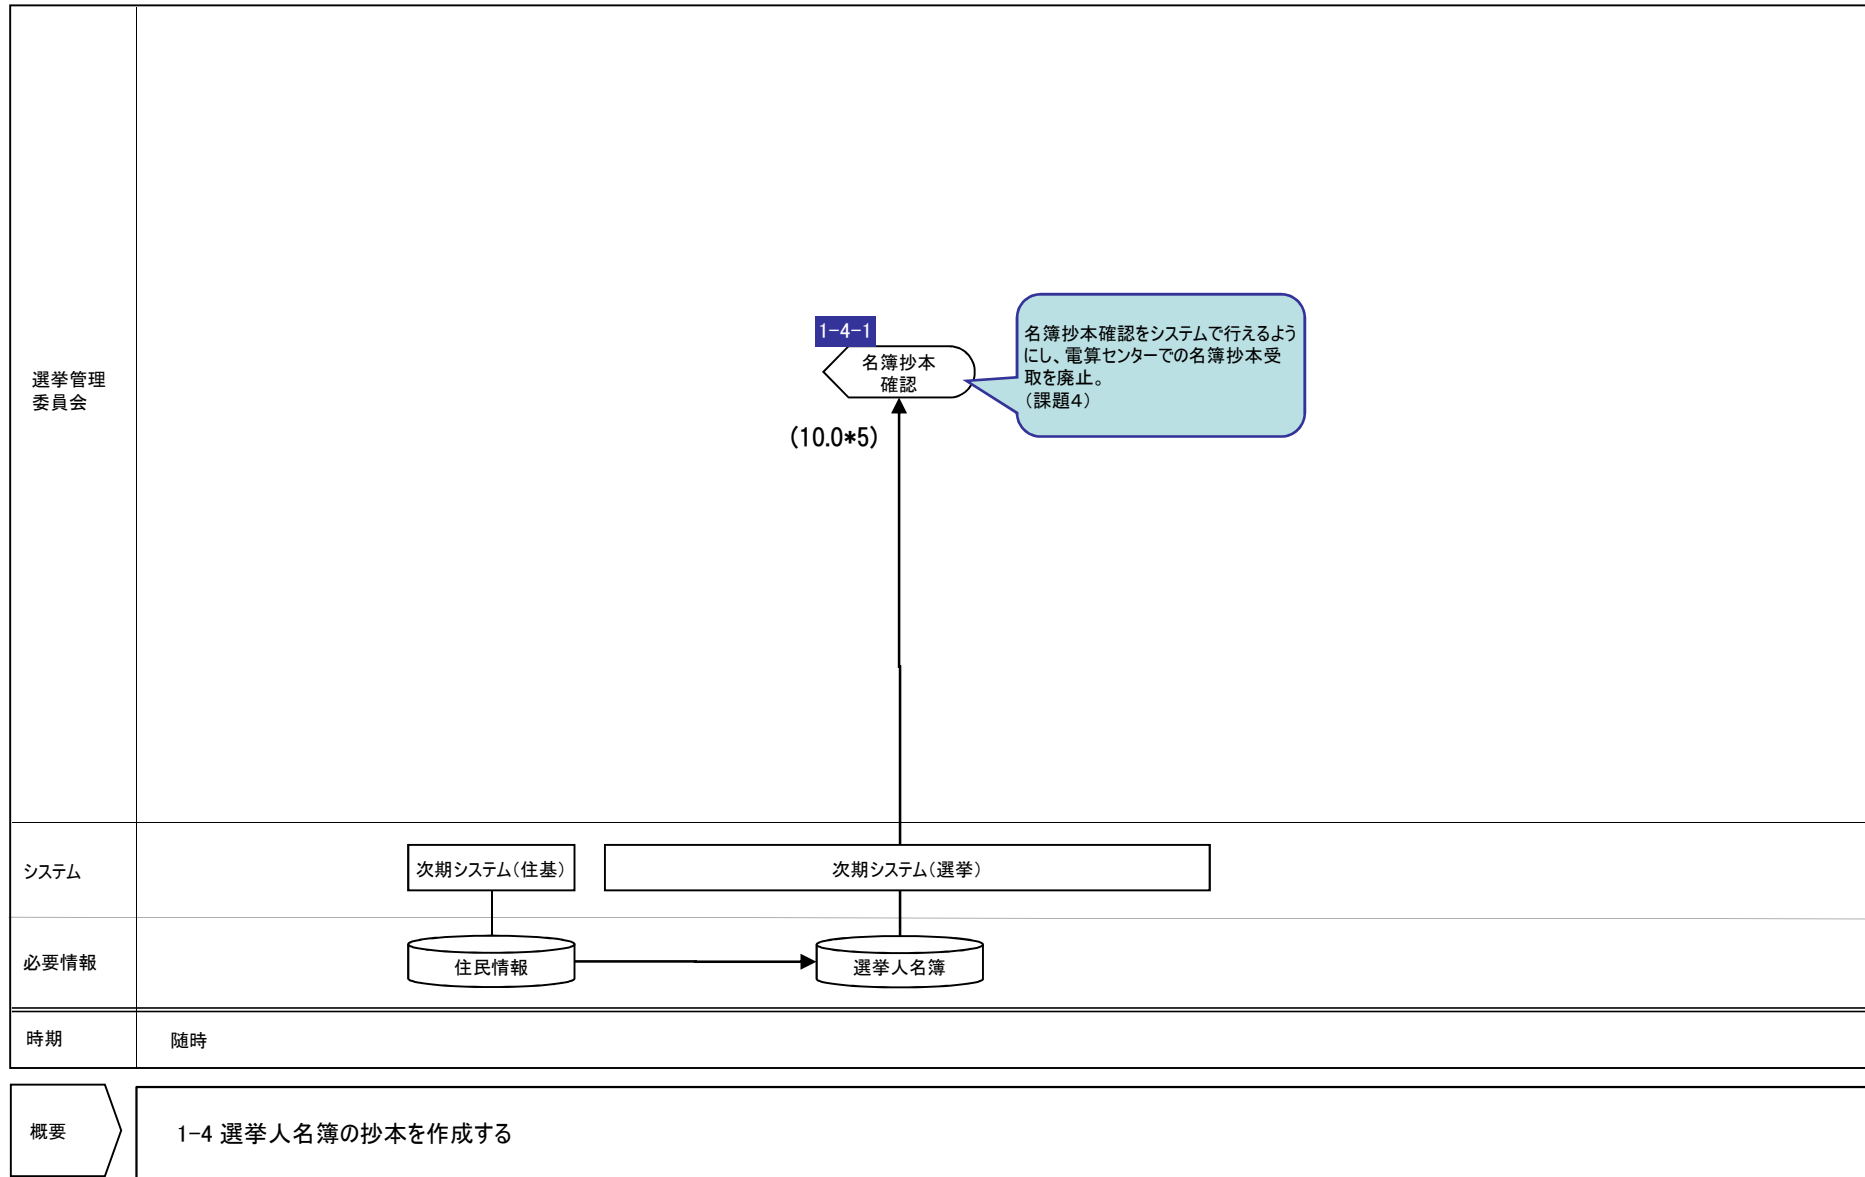 選挙管理
委員会
1-4-1
名簿抄本
確認
名簿抄本確認をシステムで行えるよう
にし、電算センターでの名簿抄本受
取を廃止。
（課題４）
(10.0*5)
システム
次期システム（住基）
次期システム（選挙）
必要情報
住民情報
選挙人名簿
時期
随時
概要
1-4 選挙人名簿の抄本を作成する